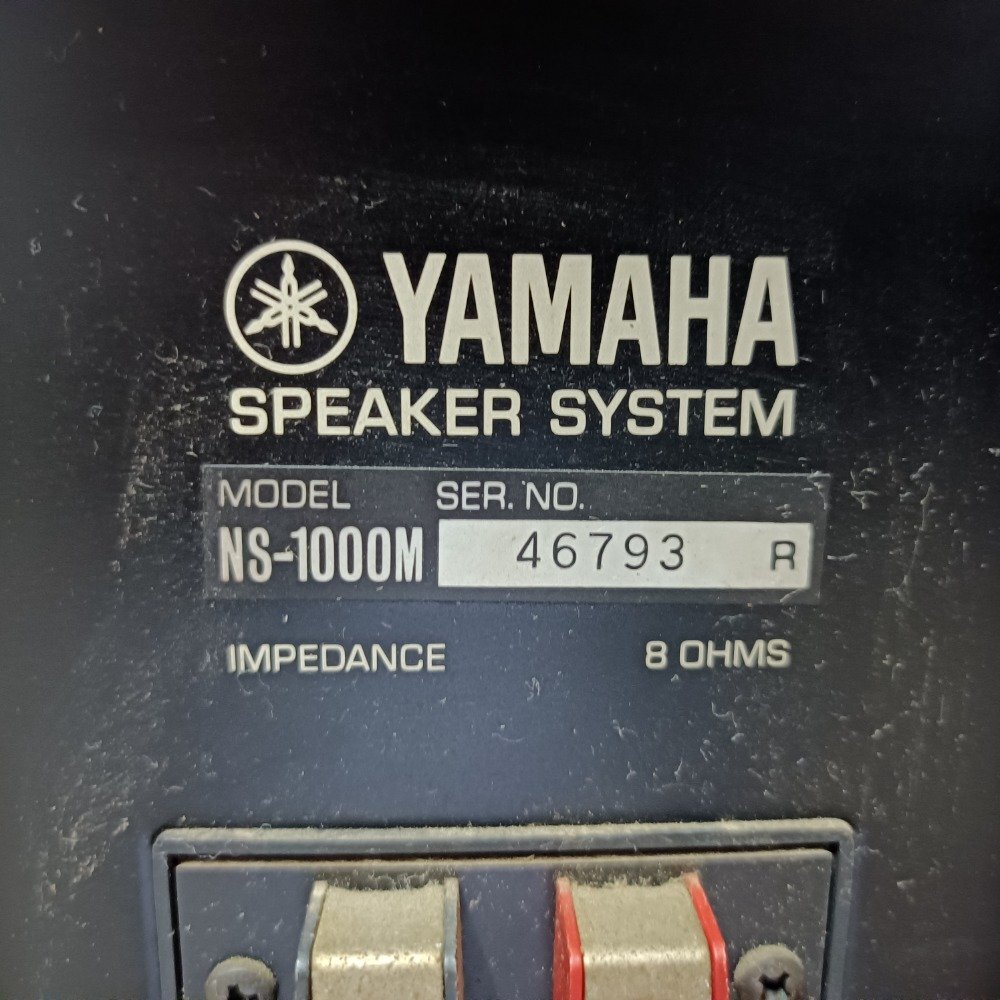 YAMAHA
SPEAKER SYSTEM
MODEL SER. NO.
NS-1000M 46793 R
IMPEDANCE 8 OHMS